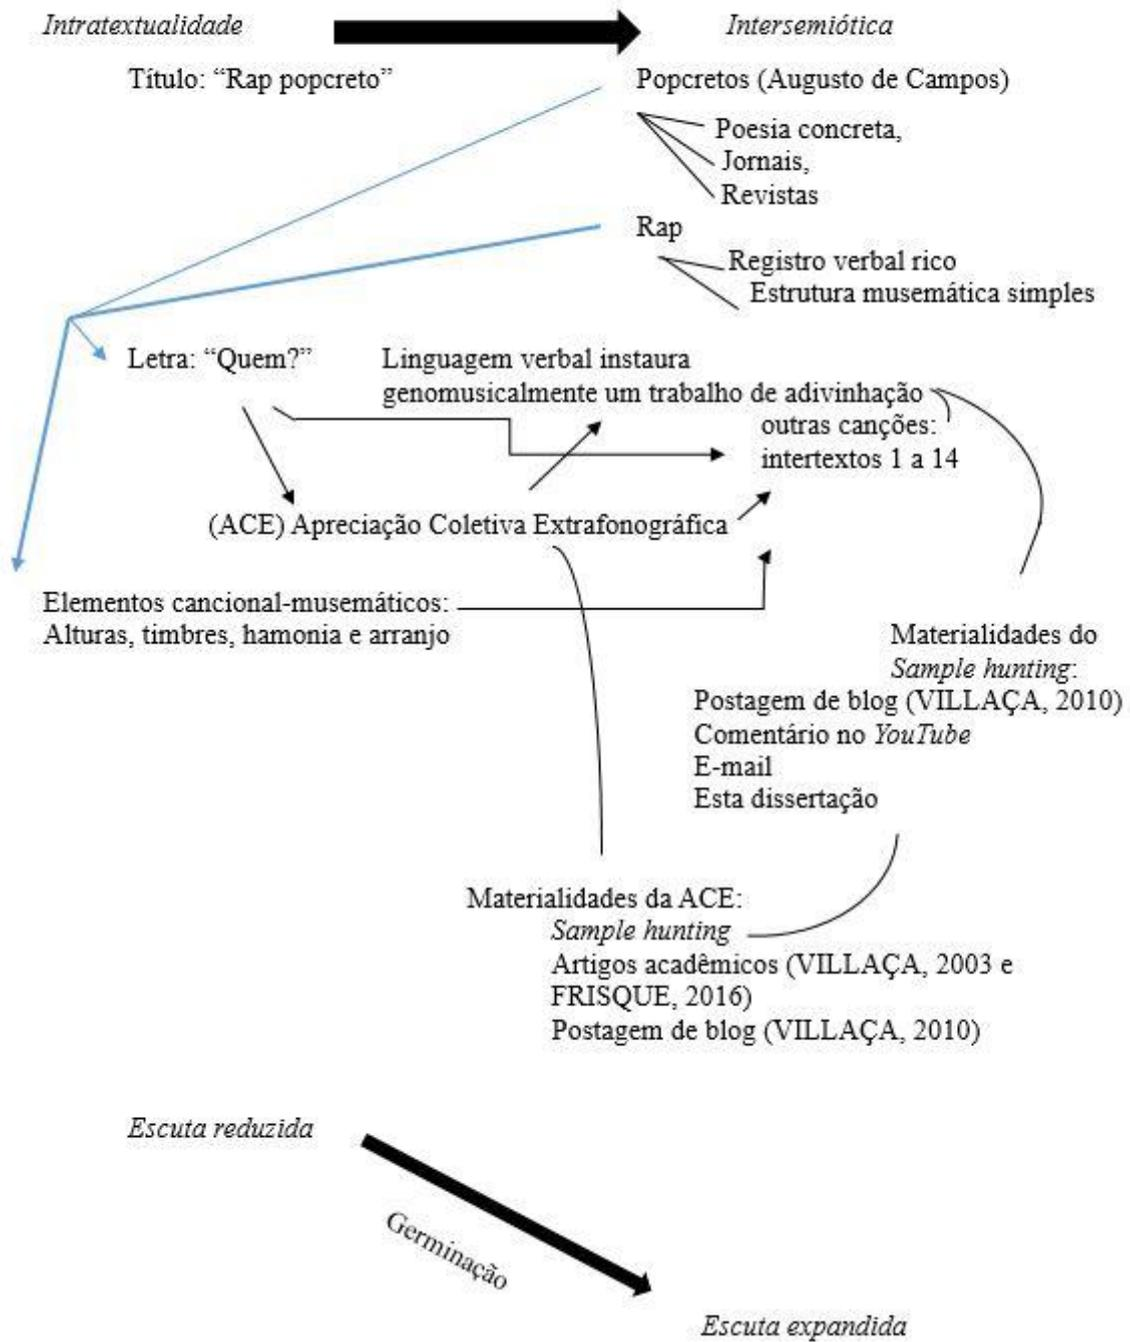 Intratextualidade
Intersemiótica
Título: “Rap popcreto”
Popcretos (Augusto de Campos)
Poesia concreta,
Jornais,
Revistas
Rap
Registro verbal rico
Estrutura musemática simples
Letra: “Quem?”
Linguagem verbal instaura
genomusicalmente um trabalho de adivinhação
outras canções:
intertextos 1 a 14
(ACE) Apreciação Coletiva Extrafonográfica
Elementos cancional-musemáticos:
Alturas, timbres, hamonia e arranjo
Materialidades do
Sample hunting:
Postagem de blog (VILLAÇA, 2010)
Comentário no YouTube
E-mail
Esta dissertação
Materialidades da ACE:
Sample hunting
Artigos acadêmicos (VILLAÇA, 2003 e
FRISQUE, 2016)
Postagem de blog (VILLAÇA, 2010)
Escuta reduzida
Germinação
Escuta expandida